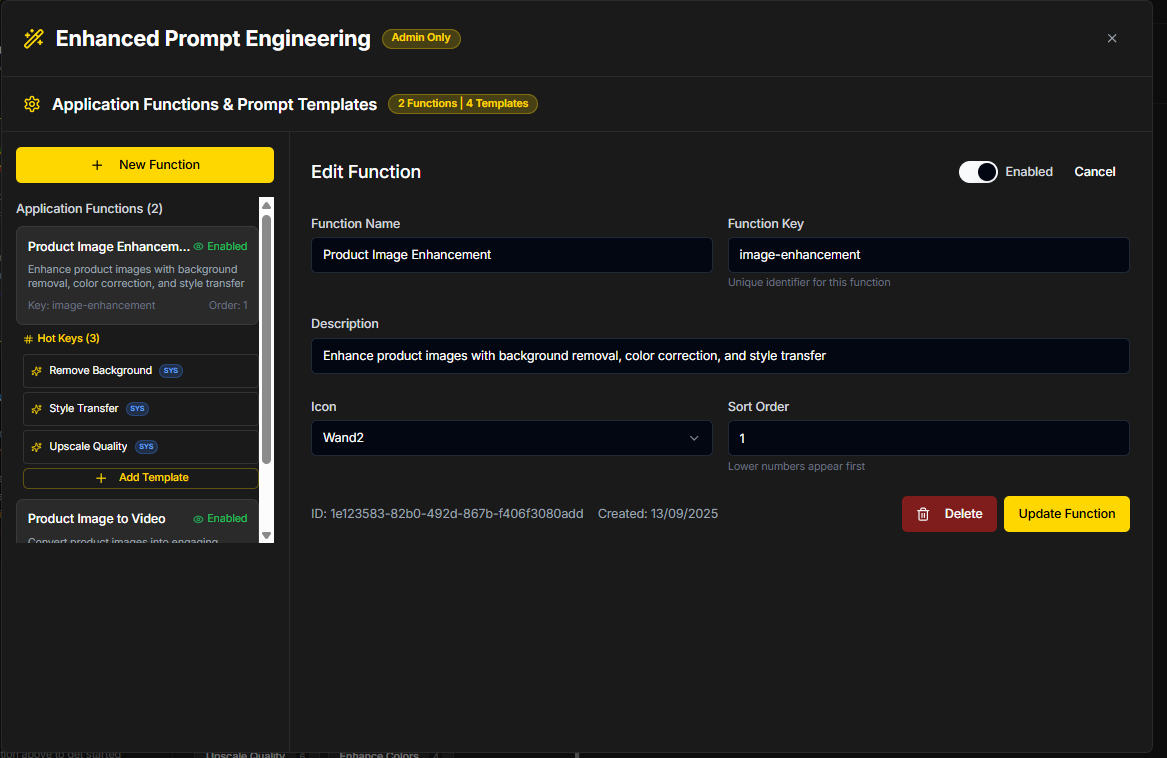 Enhanced Prompt Engineering Admin Only
Application Functions & Prompt Templates 2 Functions | 4 Templates
New Function
Application Functions (2)
Product Image Enhancem... Enabled
Enhance product images with background
removal, color correction, and style transfer
Key: image-enhancement Order: 1
# Hot Keys (3)
Remove Background SYS
Style Transfer SYS
Upscale Quality SYS
+ Add Template
Product Image to Video Enabled
Convert product images into engaging
Edit Function
Enabled Cancel
Function Name
Product Image Enhancement
Function Key
image-enhancement
Unique identifier for this function
Description
Enhance product images with background removal, color correction, and style transfer
Icon
Wand2
Sort Order
1
Lower numbers appear first
ID: 1e123583-82b0-492d-867b-f406f3080add Created: 13/09/2025
Delete
Update Function
tion above to get started
Upscale Quality
Enhance Colors